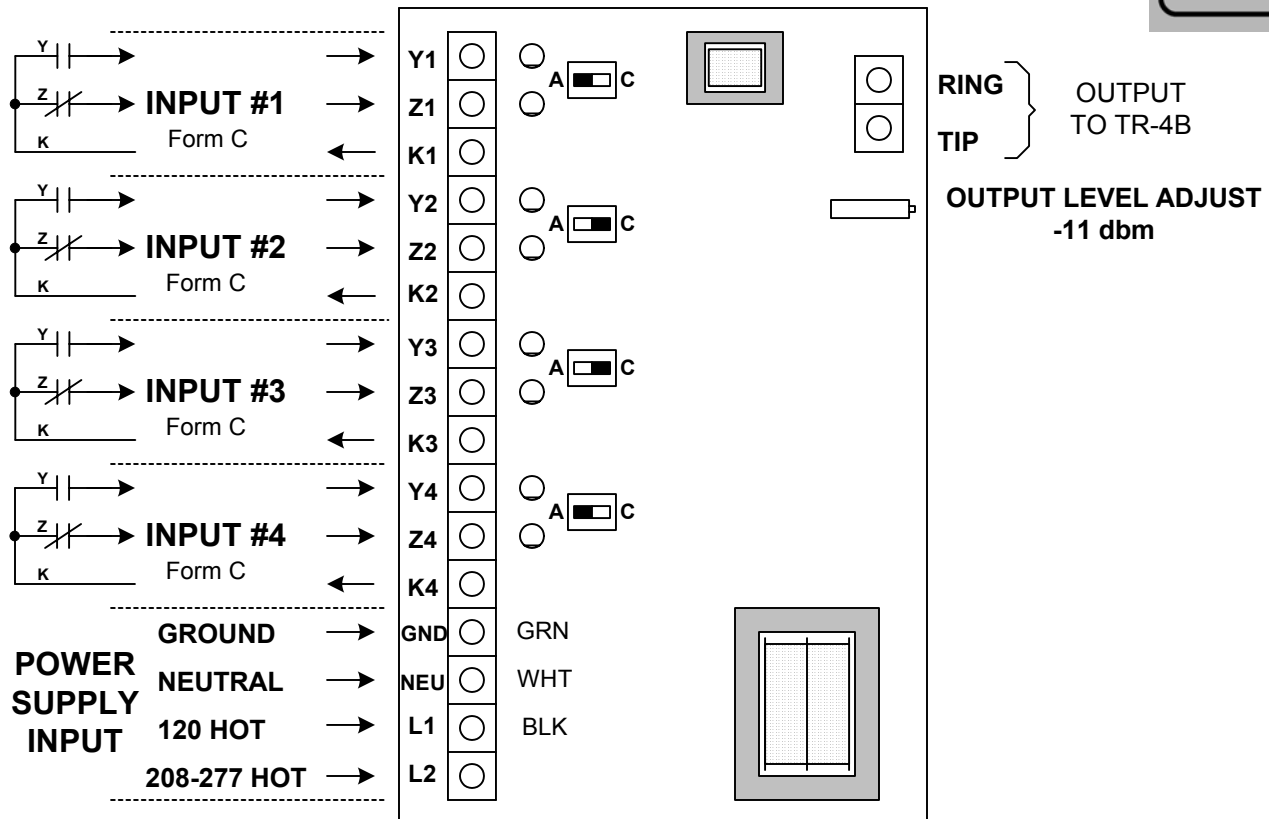 Y
Z
K
INPUT #1
Form C
Y1
Z1
K1
A C
Y
Z
K
INPUT #2
Form C
Y2
Z2
K2
A C
Y
Z
K
INPUT #3
Form C
Y3
Z3
K3
A C
Y
Z
K
INPUT #4
Form C
Y4
Z4
K4
A C
POWER
SUPPLY
INPUT
GROUND GND GRN
NEUTRAL NEU WHT
120 HOT L1 BLK
208-277 HOT L2
RING
TIP
OUTPUT
TO TR-4B
OUTPUT LEVEL ADJUST
-11 dbm